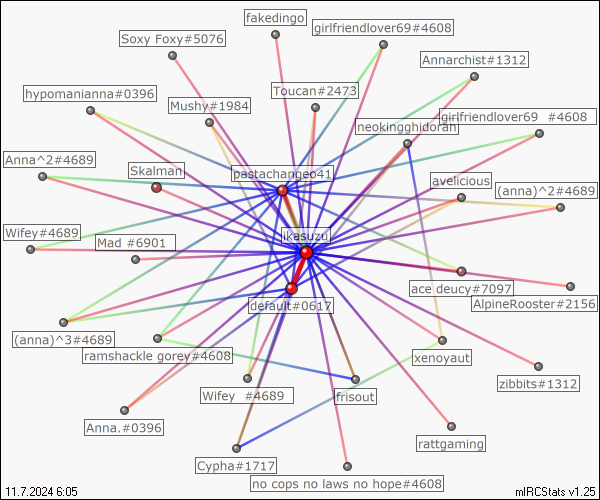 fakedingo
girlfriendlover69#4608
Soxy Foxy#5076
Annarchist#1312
Toucan#2473
hypomanianna#0396
Mushy#1984
girlfriendlover69 #4608
neokingghidorah
Anna^2#4689
Skalman
pastachangeo41
avelicious
(anna)^2#4689
Wifey#4689
ikasuzu
Mad #6901
ace deucy#7097
default#0617
AlpineRooster#2156
(anna)^3#4689
ramshackle gorey#4608
xenoyaut
zibbits#1312
Wifey #4689
frisout
Anna.#0396
rattgaming
Cypha#1717
no cops no laws no hope#4608
11.7.2024 6:05
mIRCStats v1.25